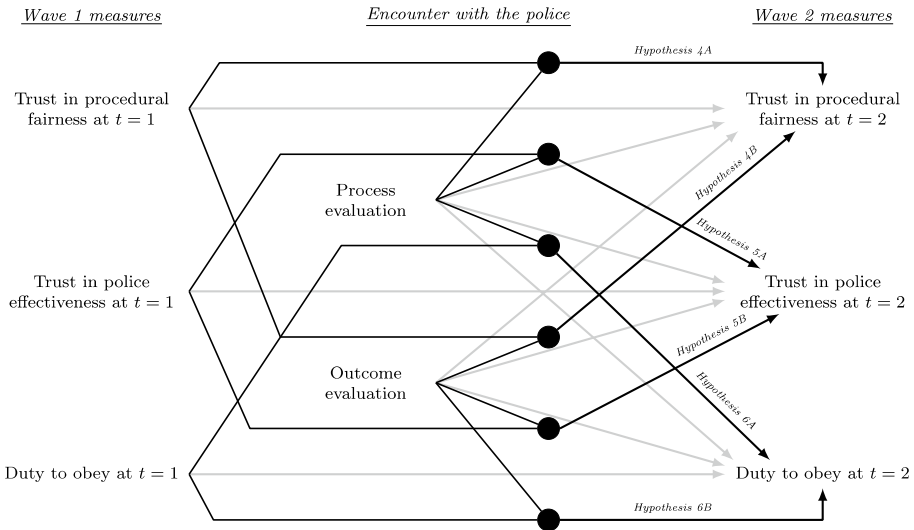 Wave 1 measures
Encounter with the police
Wave 2 measures
Hypothesis 4A
Trust in procedural
fairness at t = 1
Trust in procedural
fairness at t = 2
Hypothesis 4B
Process
evaluation
Hypothesis 5A
Trust in police
effectiveness at t = 1
Trust in police
effectiveness at t = 2
Hypothesis 5B
Outcome
evaluation
Hypothesis 6A
Duty to obey at t = 1
Duty to obey at t = 2
Hypothesis 6B